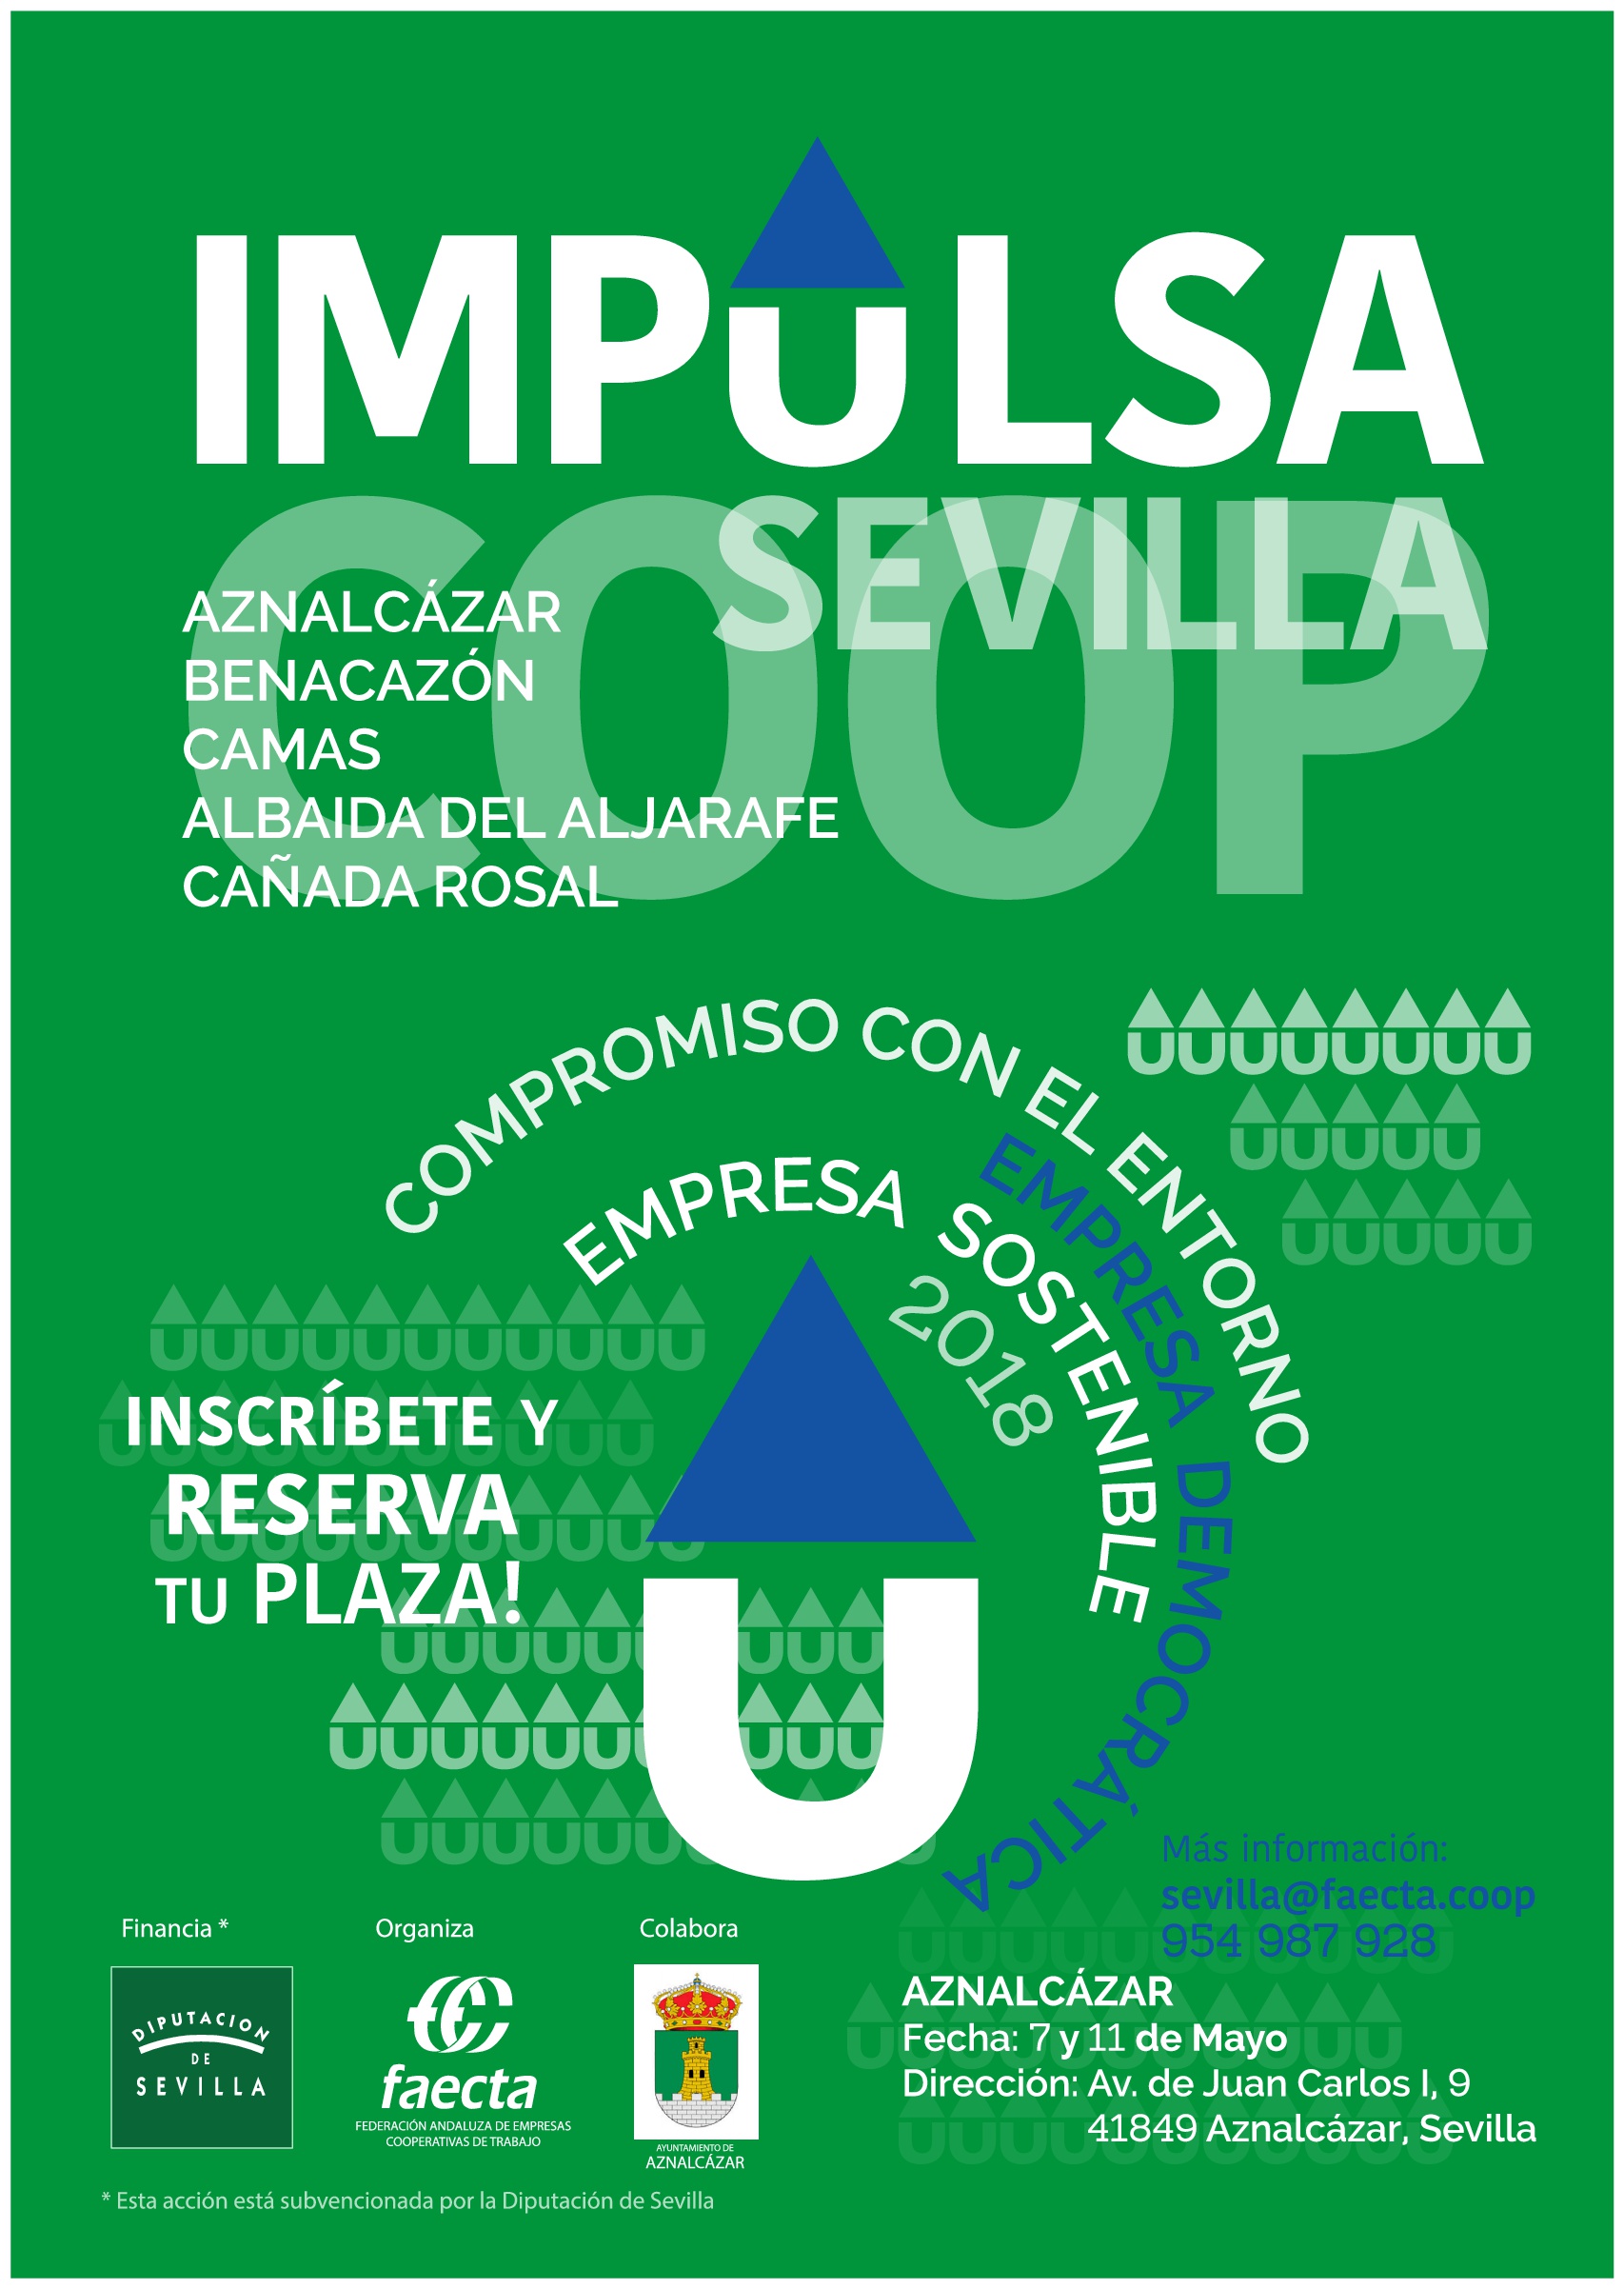 IMPULSA
SEVILLA
COOP
AZNALCÁZAR
BENACAZÓN
CAMAS
ALBAIDA DEL ALJARAFE
CAÑADA ROSAL
COMPROMISO CON EL ENTORNO
EMPRESA SOSTENIBLE
EMPRESA DEMOCRÁTICA
2018
INSCRÍBETE Y
RESERVA
TU PLAZA!
U
Más información:
sevilla@faecta.coop
954 987 928
Financia *
Organiza
Colabora
DIPUTACION
DE
SEVILLA
faecta
FEDERACIÓN ANDALUZA DE EMPRESAS
COOPERATIVAS DE TRABAJO
AYUNTAMIENTO DE
AZNALCÁZAR
AZNALCÁZAR
Fecha: 7 y 11 de Mayo
Dirección: Av. de Juan Carlos I, 9
41849 Aznalcázar, Sevilla
* Esta acción está subvencionada por la Diputación de Sevilla